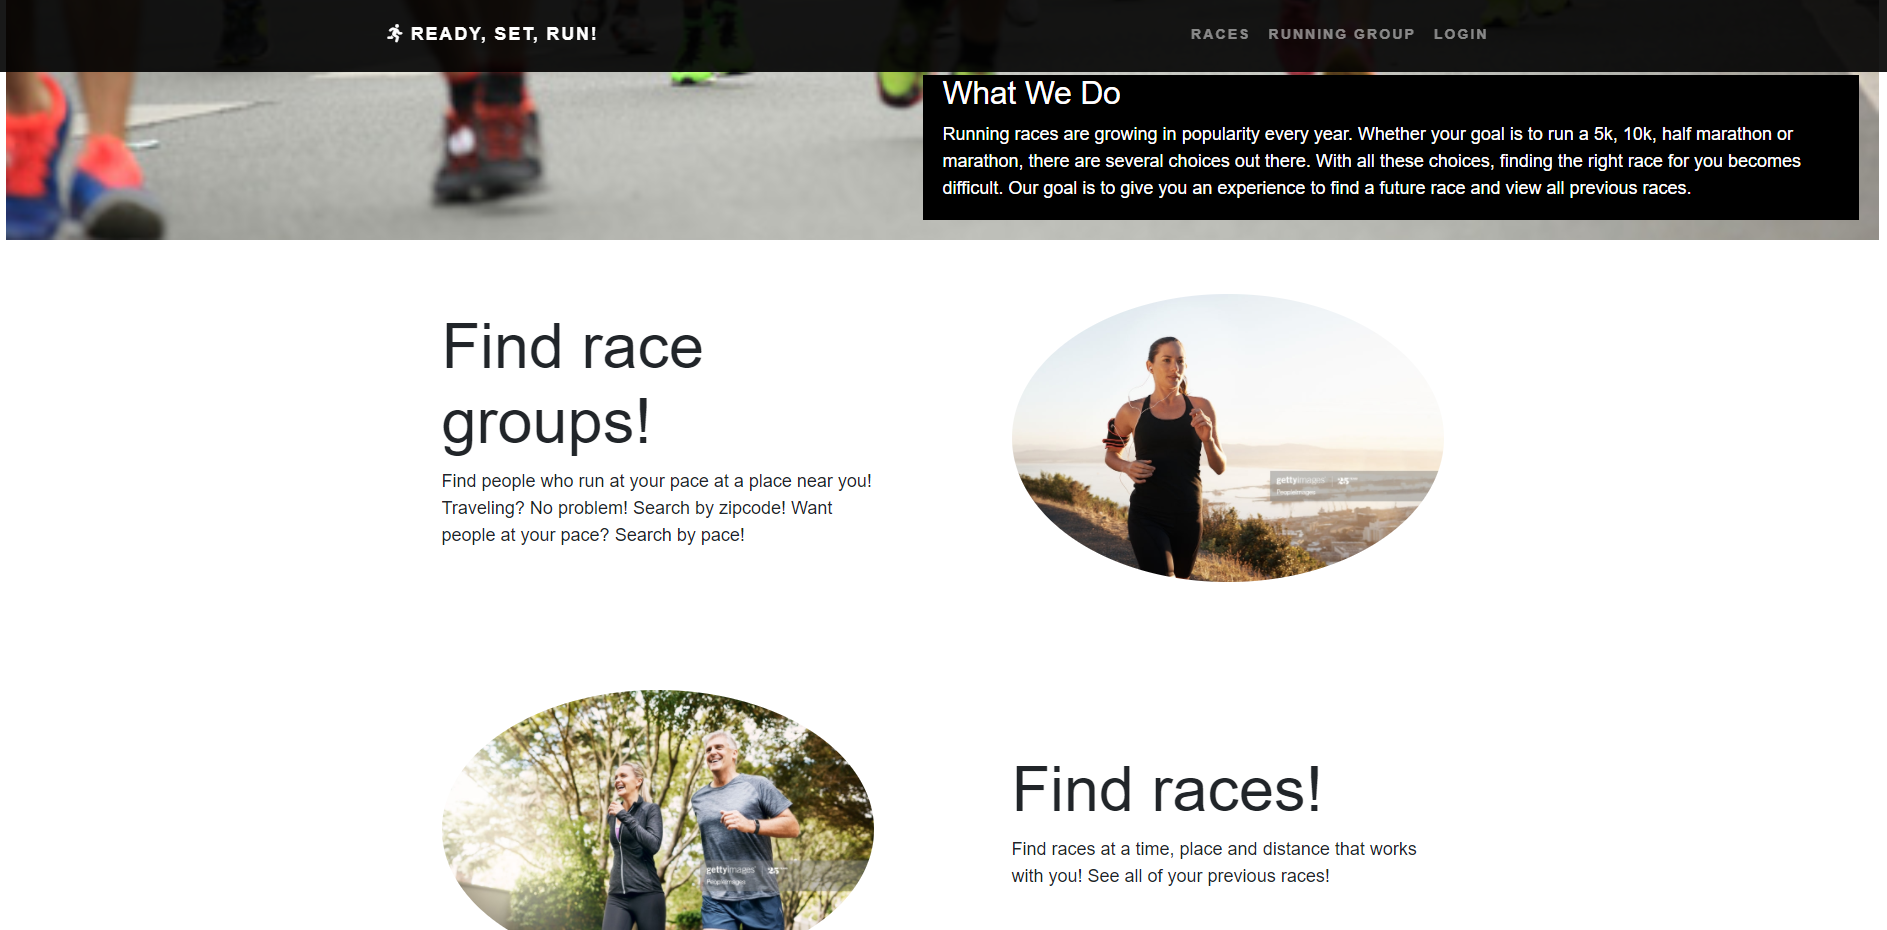 READY, SET, RUN!
RACES RUNNING GROUP LOGIN
What We Do
Running races are growing in popularity every year. Whether your goal is to run a 5k, 10k, half marathon or
marathon, there are several choices out there. With all these choices, finding the right race for you becomes
difficult. Our goal is to give you an experience to find a future race and view all previous races.
Find race
groups!
Find people who run at your pace at a place near you!
Traveling? No problem! Search by zipcode! Want
people at your pace? Search by pace!
gettyimages 25
PeopleImages
Find races!
Find races at a time, place and distance that works
with you! See all of your previous races!
gettyimages 25
PeopleImages